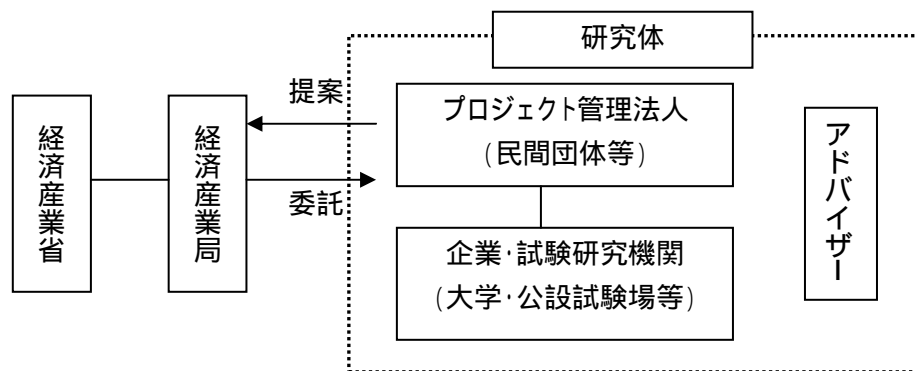 研究体
経済産業省
経済産業局
提案
委託
プロジェクト管理法人
(民間団体等)
企業・試験研究機関
(大学・公設試験場等)
アドバイザー